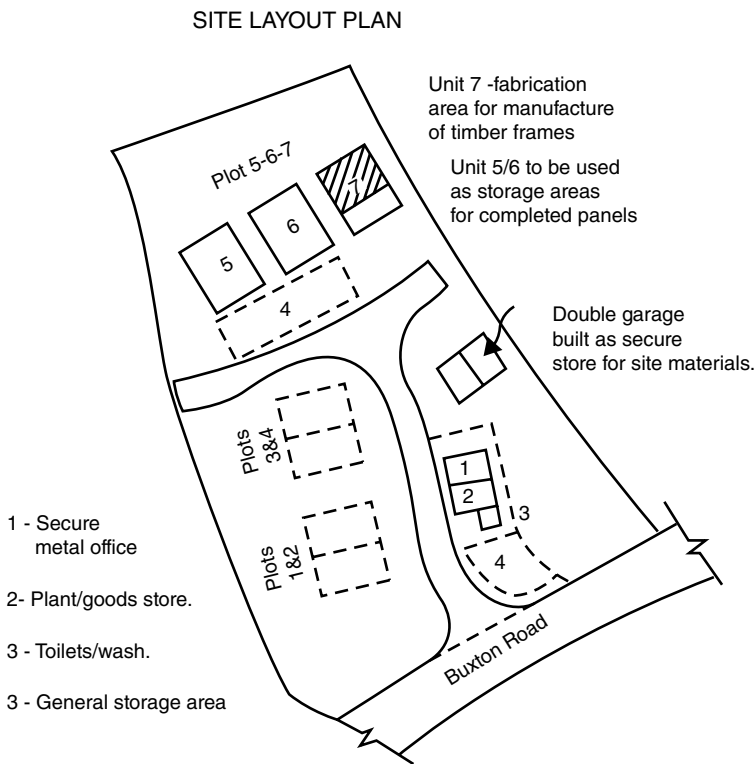 SITE LAYOUT PLAN
Unit 7 -fabrication
area for manufacture
of timber frames
Plot 5-6-7
Unit 5/6 to be used
as storage areas
for completed panels
7
6
5
4
Double garage
built as secure
store for site materials.
Plots
3&4
1
2
3
4
Plots
1&2
Buxton Road
1 - Secure
metal office
2- Plant/goods store.
3 - Toilets/wash.
3 - General storage area